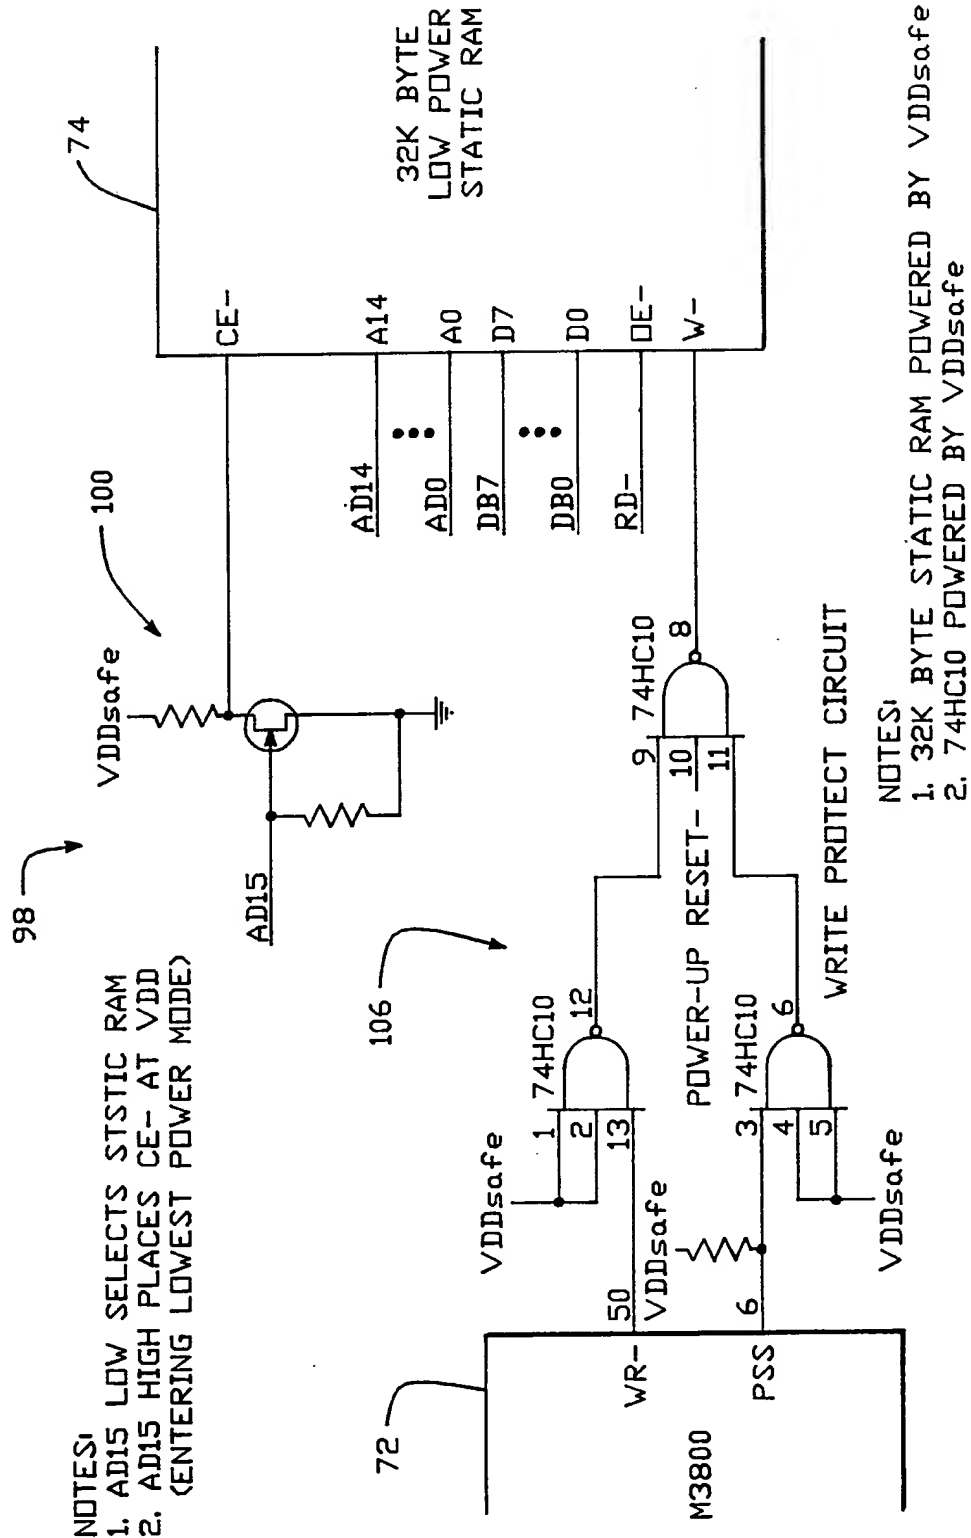 NOTES:
1. AD15 LOW SELECTS STSTIC RAM
2. AD15 HIGH PLACES CE- AT VDD
(ENTERING LOWEST POWER MODE)
98
100
74
VDDsafe
AD15
CE-
32K BYTE
LOW POWER
STATIC RAM
AD14
A14
AD0
A0
DB7
D7
DB0
D0
RD-
OE-
W-
106
72
M3800
WR-
50
PSS
6
VDDsafe
1
2
13
74HC10
12
VDDsafe
3
4
5
74HC10
6
VDDsafe
POWER-UP RESET-
9
10
11
74HC10
8
WRITE PROTECT CIRCUIT
NOTES:
1. 32K BYTE STATIC RAM POWERED BY VDDsafe
2. 74HC10 POWERED BY VDDsafe